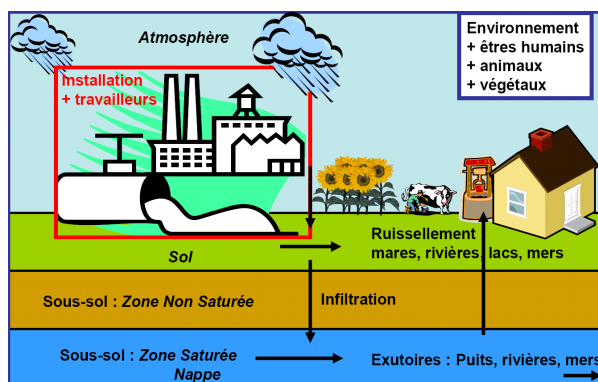 Atmosphère
Installation
+ travailleurs
Environnement
+ êtres humains
+ animaux
+ végétaux
Sol
Ruissellement
mares, rivières, lacs, mers
Sous-sol : Zone Non Saturée
Infiltration
Sous-sol : Zone Saturée
Nappe
Exutoires : Puits, rivières, mers